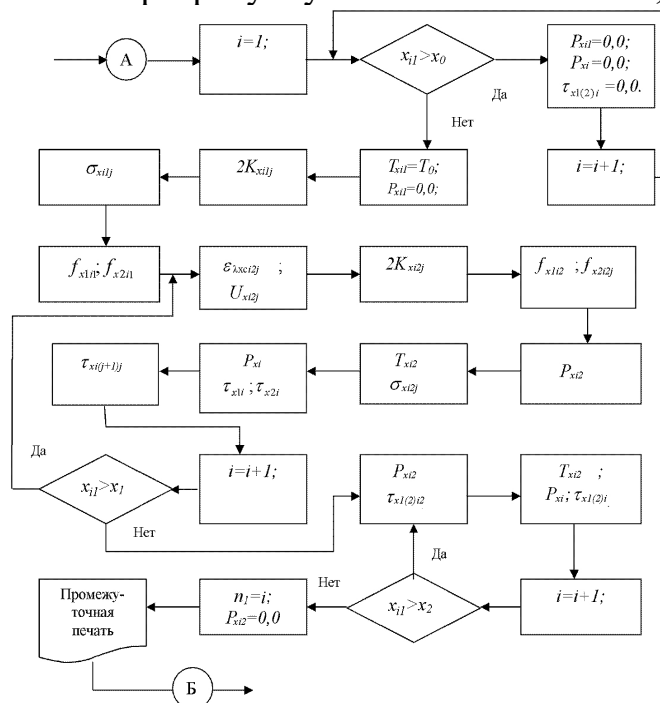 А
i=1;
x_{i1}>x_0
Да
Нет
P_{xi1}=0,0;
P_{xi}=0,0;
τ_{x1(2)i}=0,0.
i=i+1;
T_{xi1}=T_0;
P_{xi1}=0,0;
2K_{xi1j}
σ_{xi1j}
f_{x1i1}; f_{x2i1}
ε_{λxci2j} ;
U_{xi2j}
2K_{xi2j}
f_{x1i2} ; f_{x2i2j}
P_{xi2}
T_{xi2}
σ_{xi2j}
P_{xi}
τ_{x1i} ; τ_{x2i}
τ_{xi(j+1)j}
i=i+1;
x_{i1}>x_1
Да
Нет
P_{xi2}
τ_{x1(2)i2}
T_{xi2} ;
P_{xi}; τ_{x1(2)i}
i=i+1;
x_{i1}>x_2
Да
Нет
n_1=i;
P_{xi2}=0,0
Промежу-
точная
печать
Б